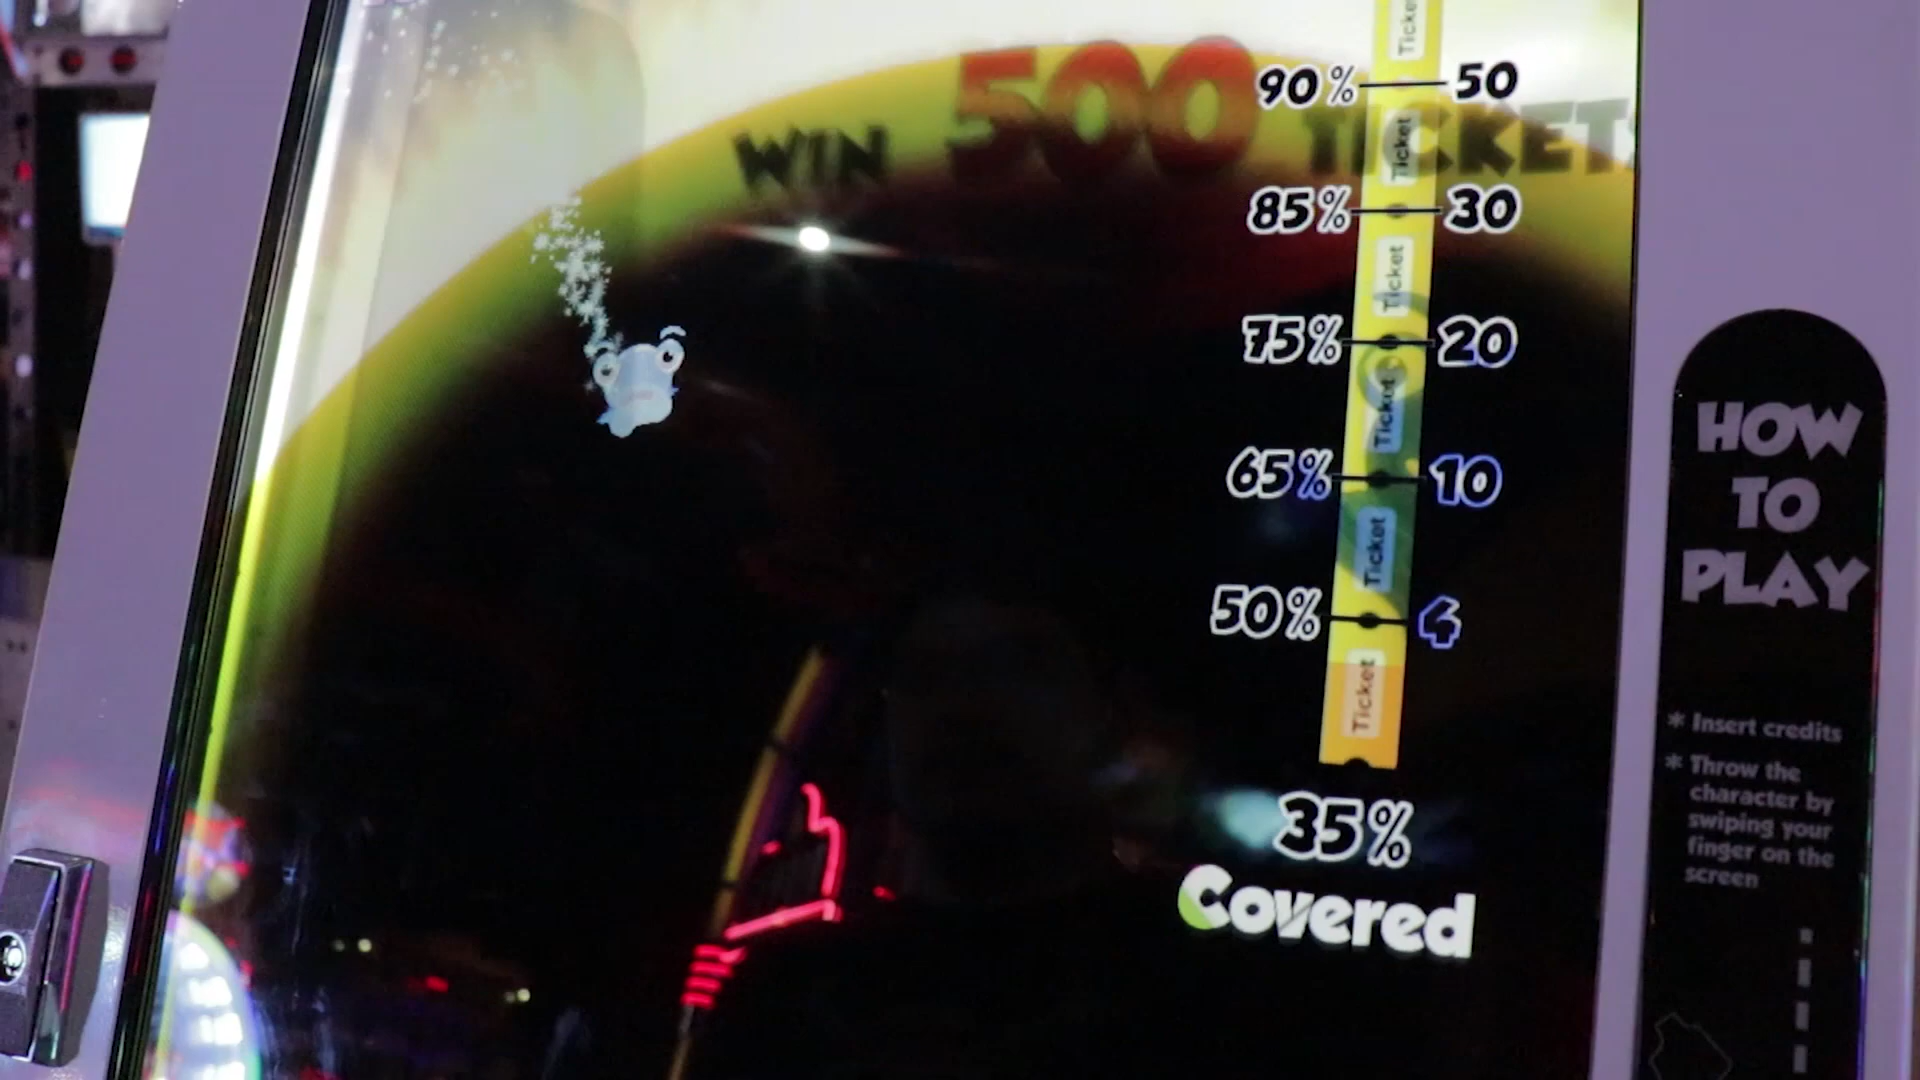 Ticket
90% 50
WIN 500 TICKETS
Ticket
85% 30
Ticket
75% 20
Ticket
65% 10
Ticket
50% 4
Ticket
35%
Covered
HOW
TO
PLAY
* Insert credits
* Throw the
character by
swiping your
finger on the
screen